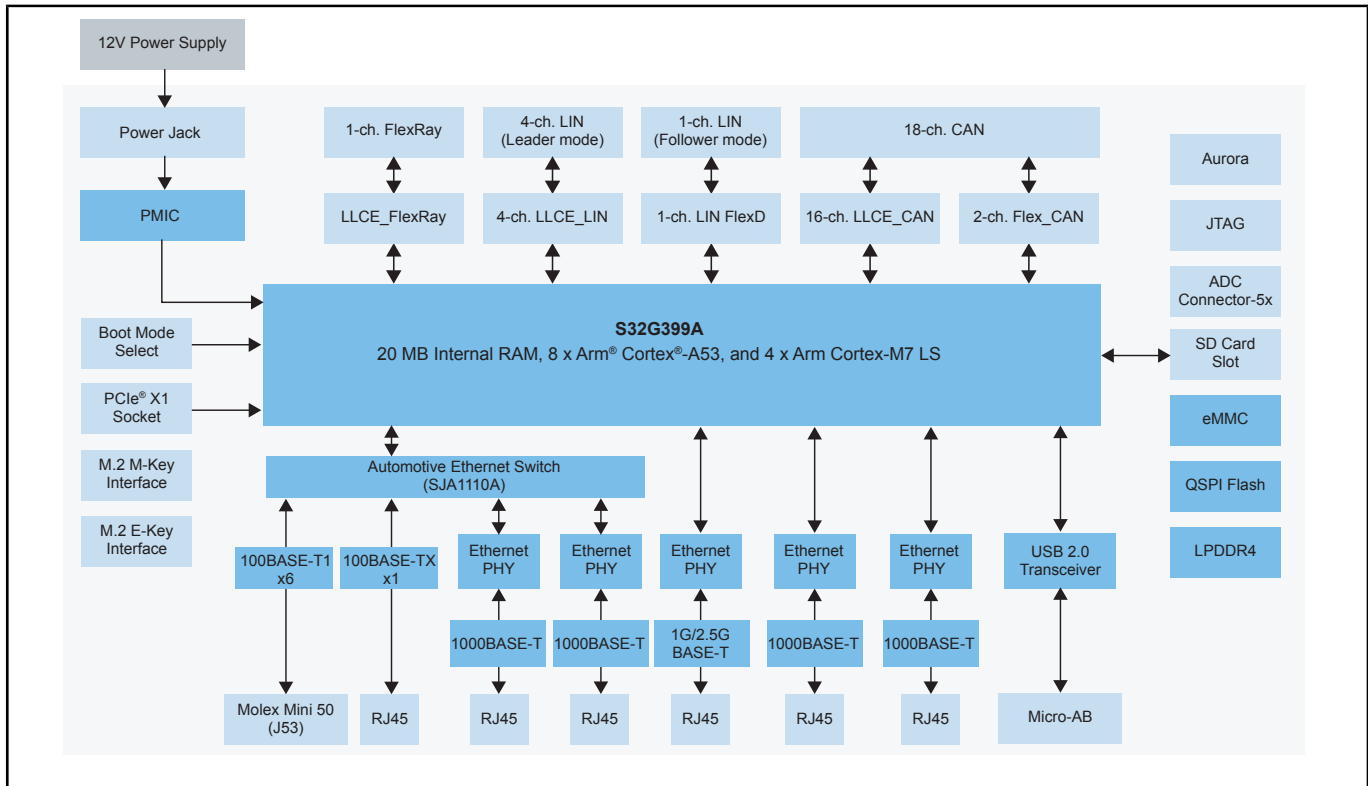 12V Power Supply
Power Jack
PMIC
1-ch. FlexRay
4-ch. LIN
(Leader mode)
1-ch. LIN
(Follower mode)
18-ch. CAN
LLCE_FlexRay
4-ch. LLCE_LIN
1-ch. LIN FlexD
16-ch. LLCE_CAN
2-ch. Flex_CAN
Aurora
JTAG
ADC
Connector-5x
SD Card
Slot
eMMC
QSPI Flash
LPDDR4
S32G399A
20 MB Internal RAM, 8 x Arm® Cortex®-A53, and 4 x Arm Cortex-M7 LS
Boot Mode
Select
PCIe® X1
Socket
M.2 M-Key
Interface
M.2 E-Key
Interface
Automotive Ethernet Switch
(SJA1110A)
100BASE-T1
x6
100BASE-TX
x1
Ethernet
PHY
Ethernet
PHY
Ethernet
PHY
Ethernet
PHY
Ethernet
PHY
USB 2.0
Transceiver
1000BASE-T
1000BASE-T
1G/2.5G
BASE-T
1000BASE-T
1000BASE-T
Molex Mini 50
(J53)
RJ45
RJ45
RJ45
RJ45
RJ45
RJ45
Micro-AB